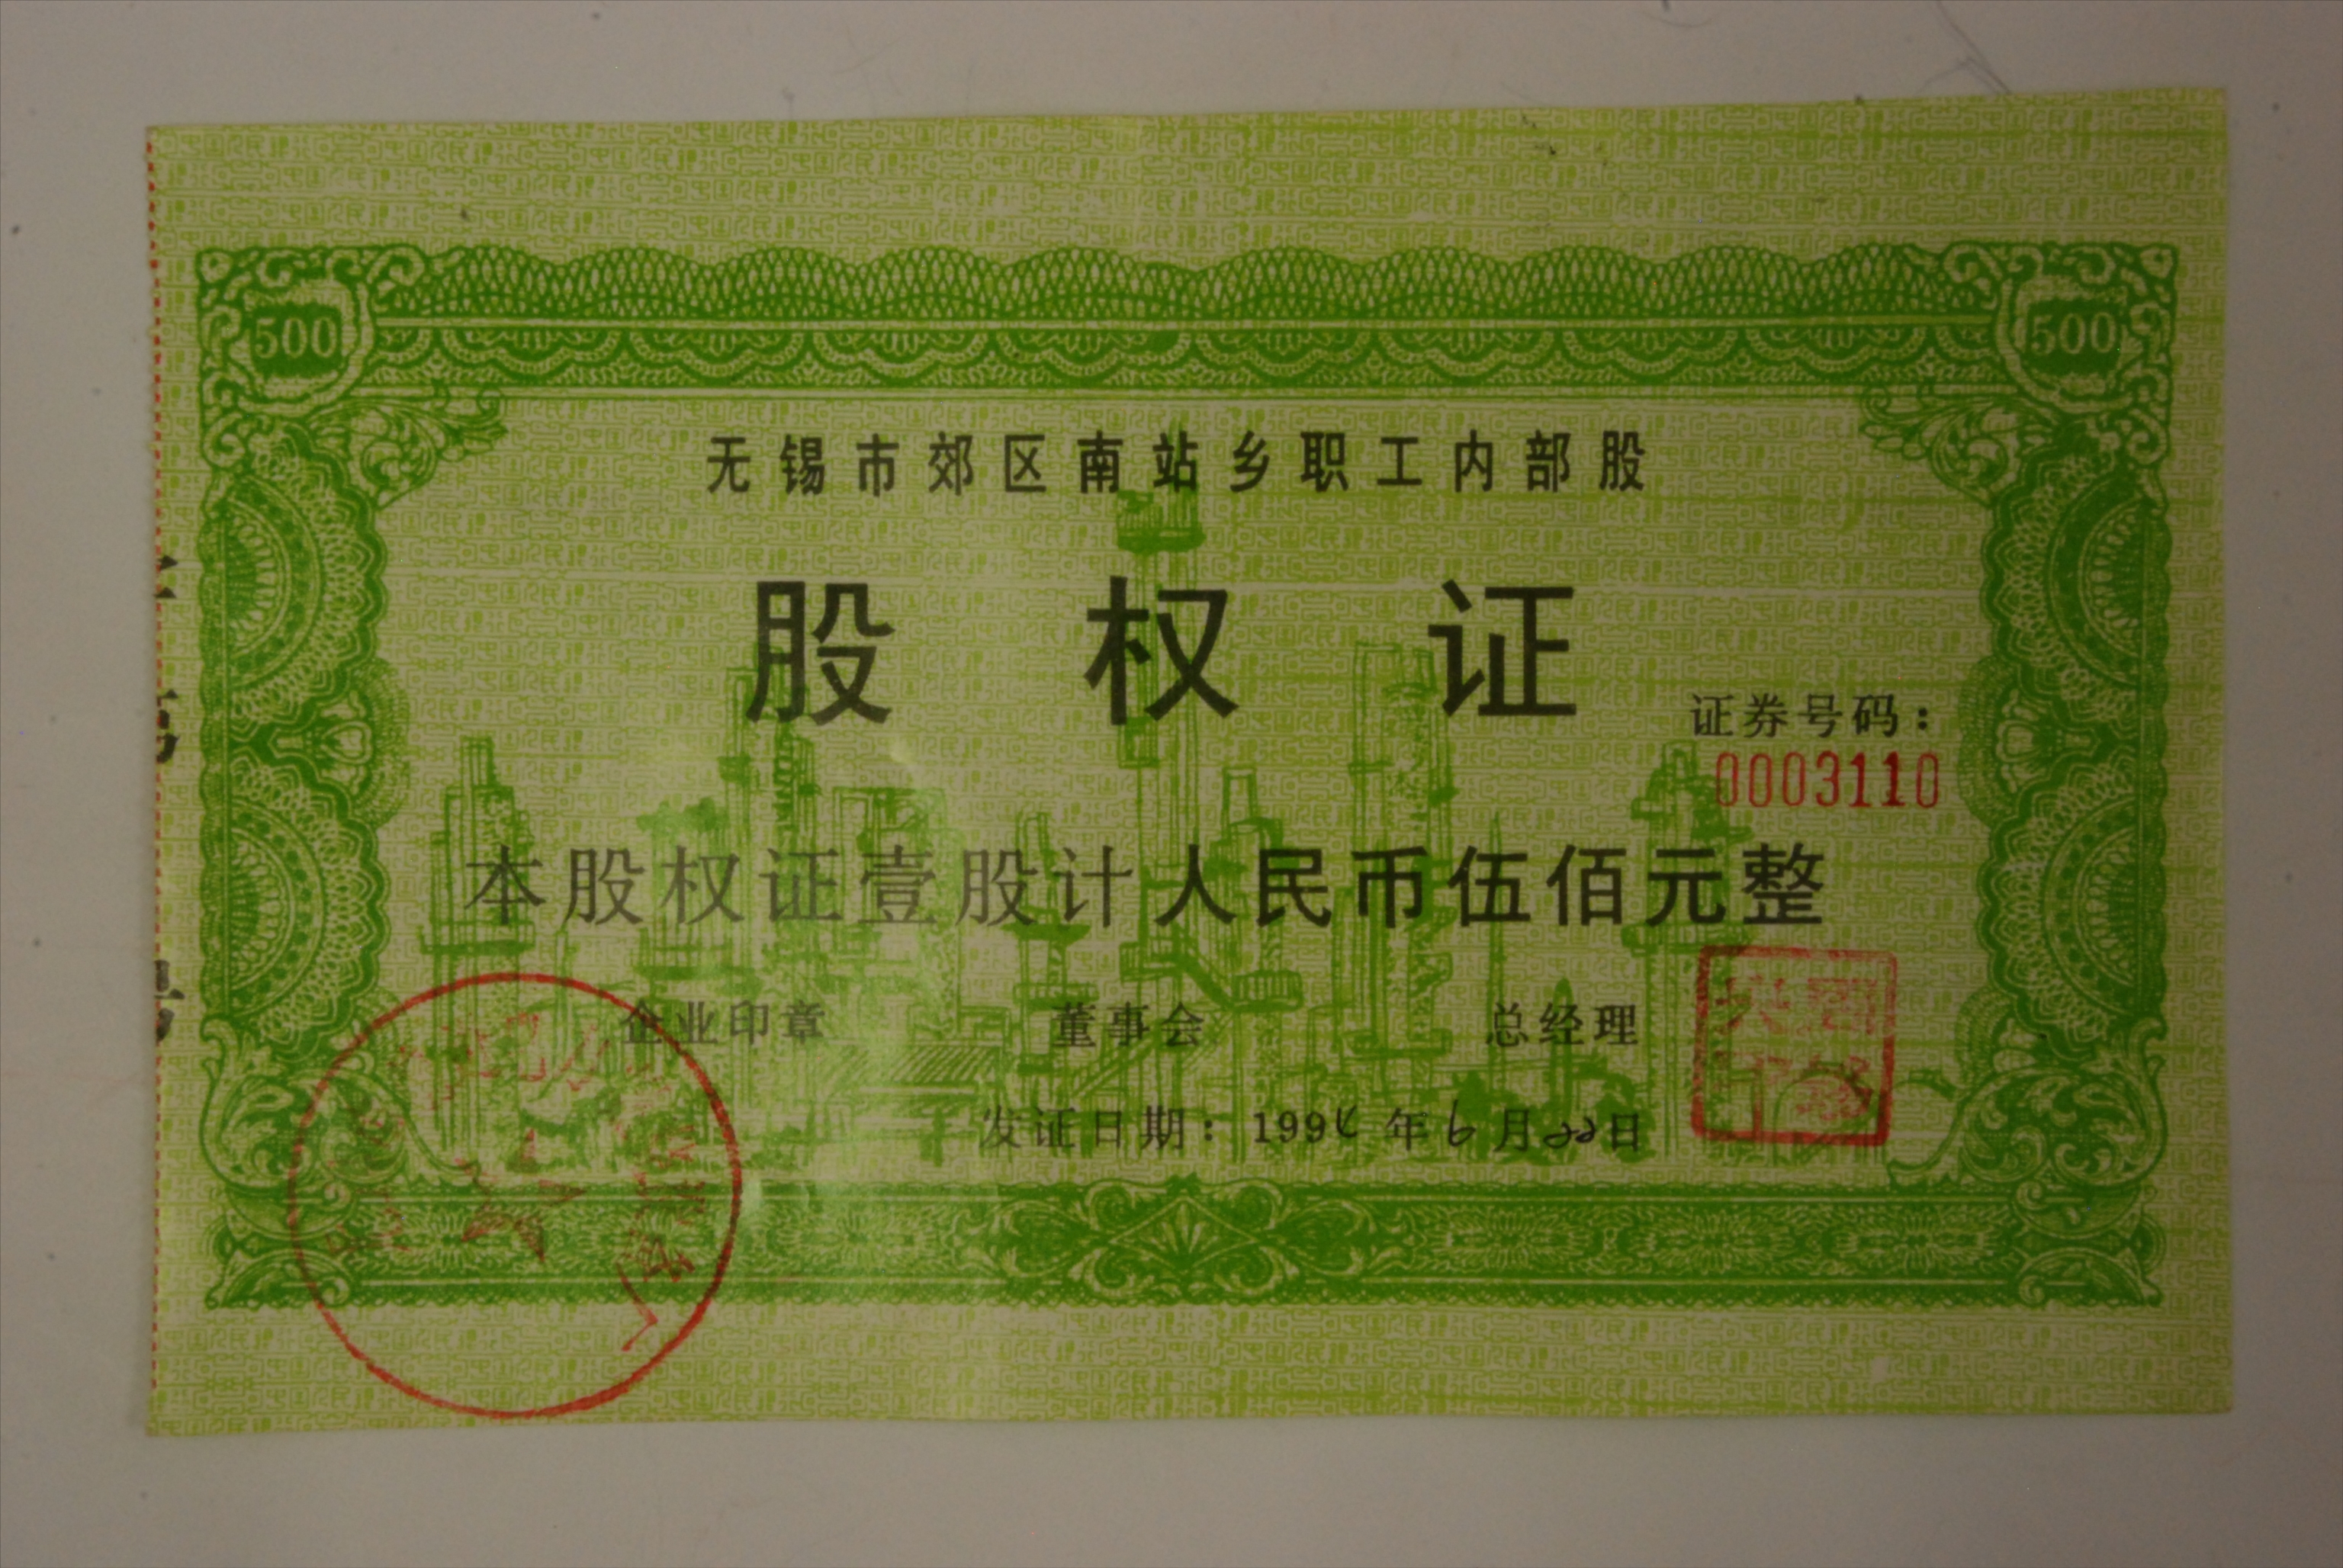 500 500
无锡市郊区南站乡职工内部股
股权证
证券号码：
0003110
本股权证壹股计人民币伍佰元整
企业印章 董事会 总经理
发证日期：1994年6月22日